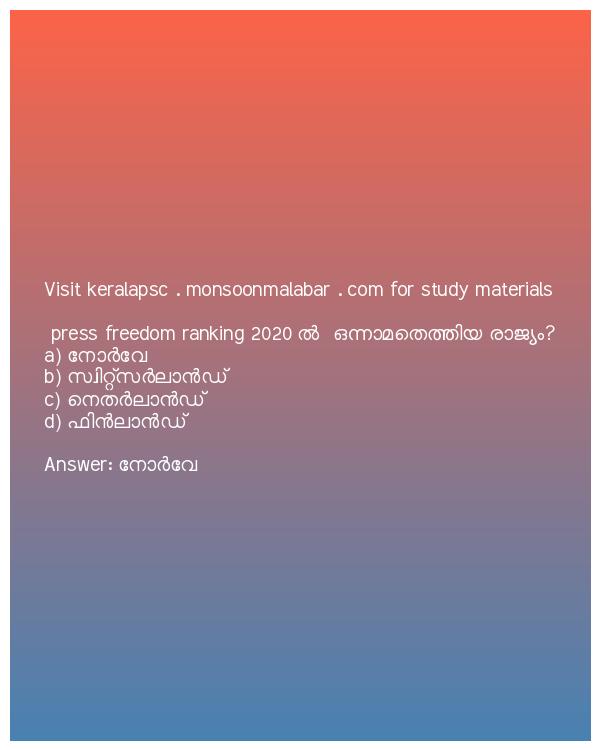 Visit keralapsc . monsoonmalabar . com for study materials
press freedom ranking 2020 ൽ ഒന്നാമതെത്തിയ രാജ്യം?
a) നോർവേ
b) സ്വിറ്റ്സർലാൻഡ്
c) നെതർലാൻഡ്
d) ഫിൻലാൻഡ്
Answer: നോർവേ